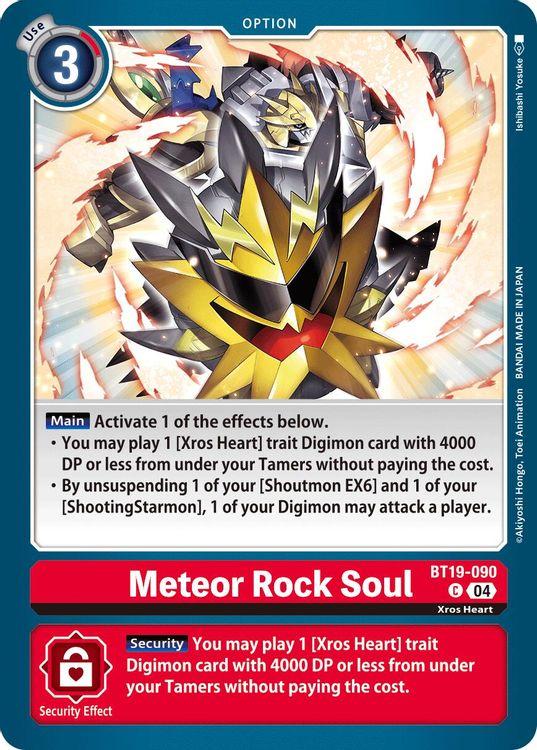 OPTION
Use
3
Ishibashi Yosuke
Main Activate 1 of the effects below.
・You may play 1 [Xros Heart] trait Digimon card with 4000
DP or less from under your Tamers without paying the cost.
・By unsuspending 1 of your [Shoutmon EX6] and 1 of your
[ShootingStarmon], 1 of your Digimon may attack a player.
©Akiyoshi Hongo, Toei Animation BANDAI MADE IN JAPAN
Meteor Rock Soul
BT19-090
C 04
Xros Heart
Security You may play 1 [Xros Heart] trait
Digimon card with 4000 DP or less from under
your Tamers without paying the cost.
Security Effect